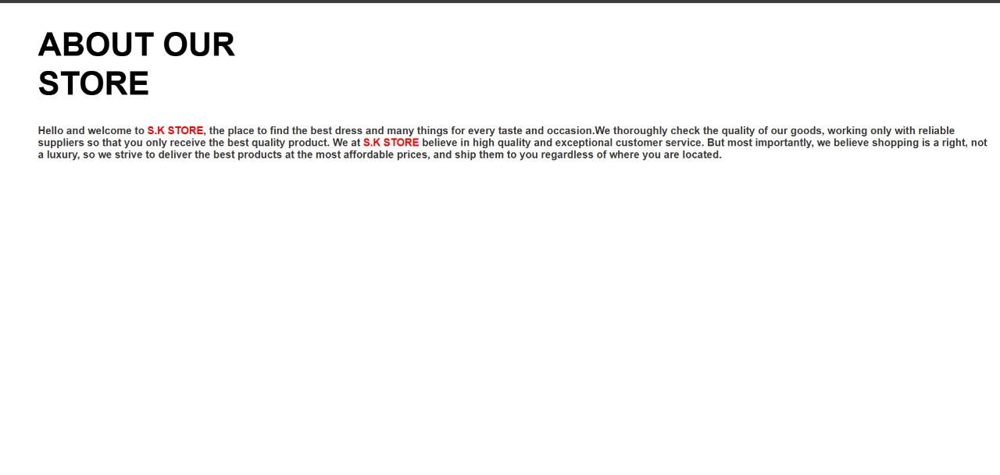 ABOUT OUR
STORE
Hello and welcome to S.K STORE, the place to find the best dress and many things for every taste and occasion.We thoroughly check the quality of our goods, working only with reliable
suppliers so that you only receive the best quality product. We at S.K STORE believe in high quality and exceptional customer service. But most importantly, we believe shopping is a right, not
a luxury, so we strive to deliver the best products at the most affordable prices, and ship them to you regardless of where you are located.